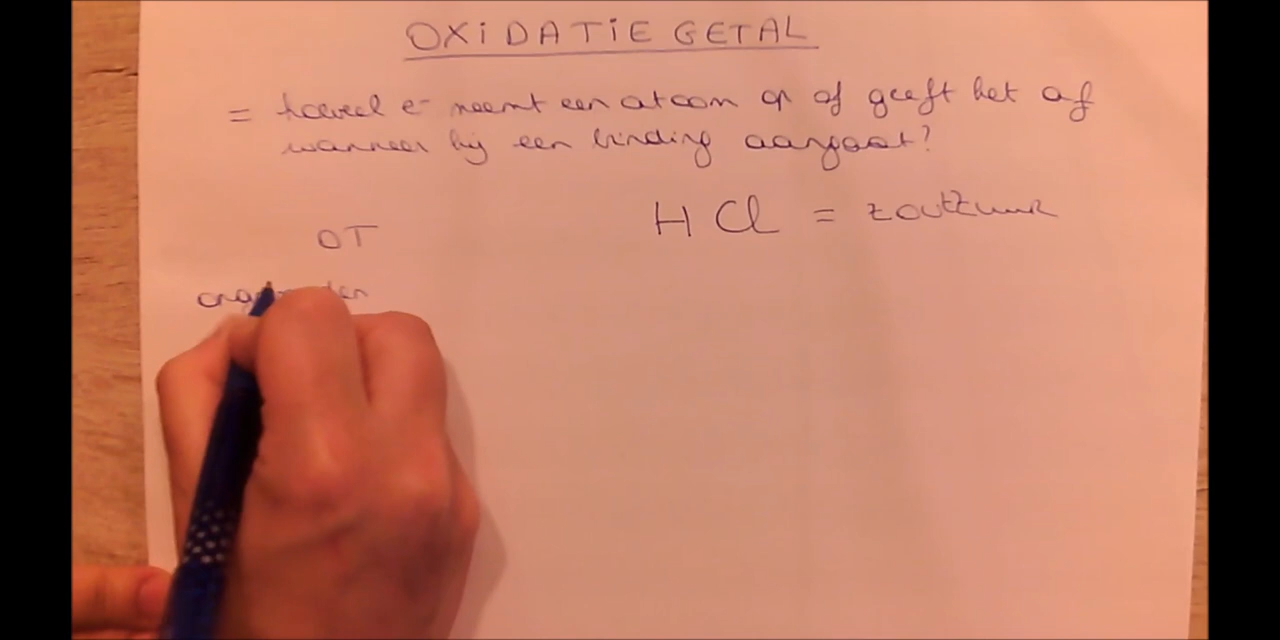 OXIDATIE GETAL
= hoeveel e- neemt een atoom op of geeft het af
wanneer hij een binding aangaat?
HCl = zoutzuur
OT